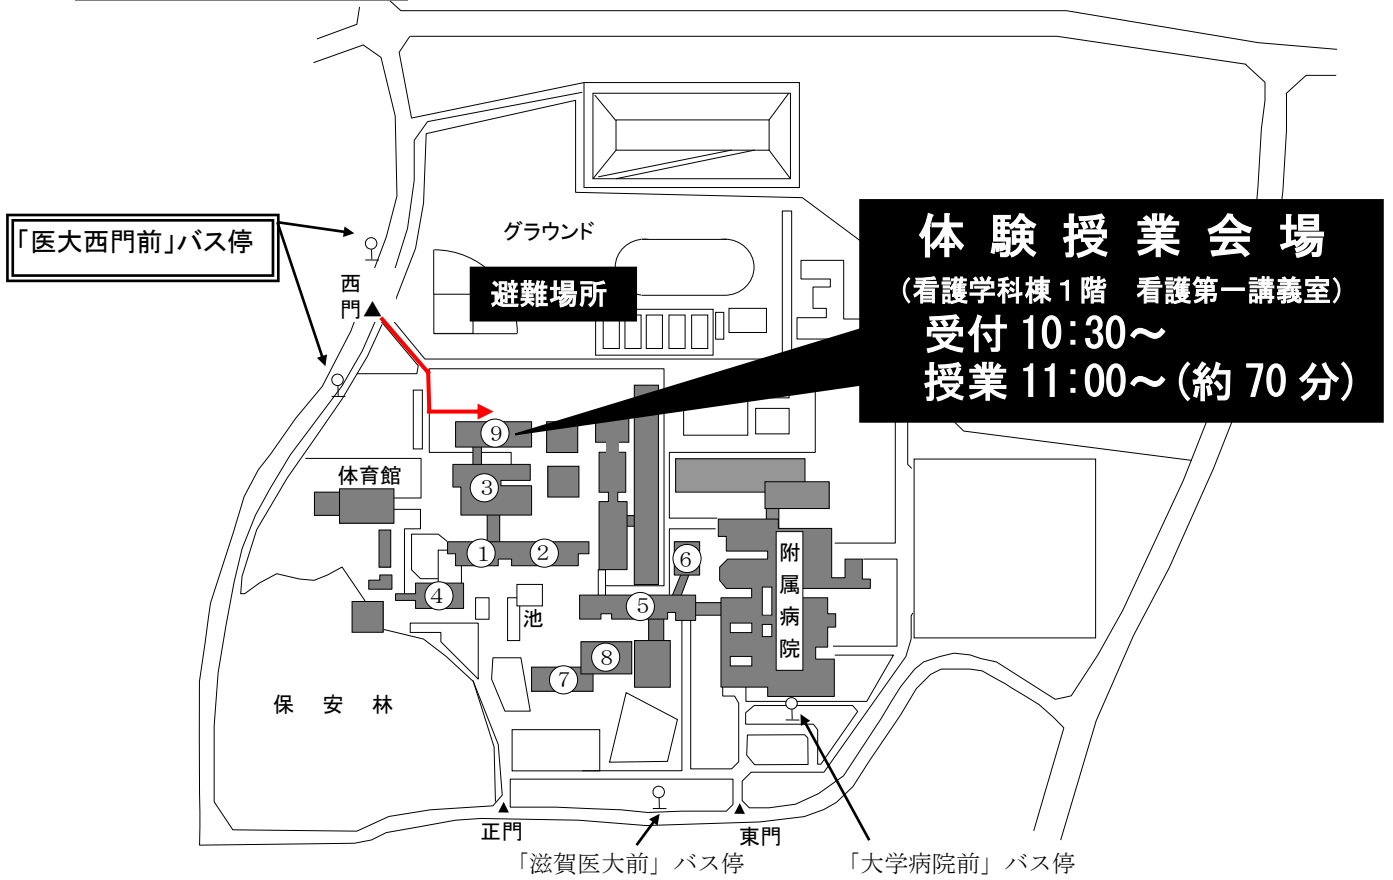 グラウンド
「医大西門前」バス停
西門
避難場所
体験授業会場
(看護学科棟1階　看護第一講義室)
受付 10:30～
授業 11:00～(約 70 分)
⑨
体育館
③
①
②
⑥
附属病院
④
⑤
池
⑧
⑦
保安林
正門
東門
「滋賀医大前」バス停
「大学病院前」バス停